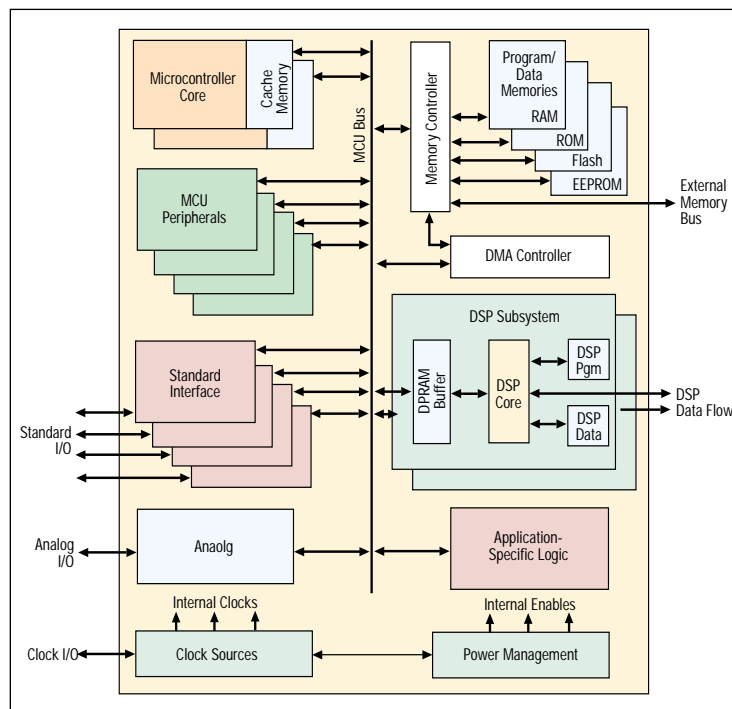 Microcontroller
Core
Cache
Memory
MCU Bus
Memory Controller
Program/
Data
Memories
RAM
ROM
Flash
EEPROM
External
Memory
Bus
MCU
Peripherals
DMA Controller
DSP Subsystem
Standard
Interface
DPRAM
Buffer
DSP
Core
DSP
Pgm
DSP
Data
DSP
Data Flow
Standard
I/O
Analog
I/O
Anaolg
Application-
Specific Logic
Internal Clocks
Internal Enables
Clock I/O
Clock Sources
Power Management